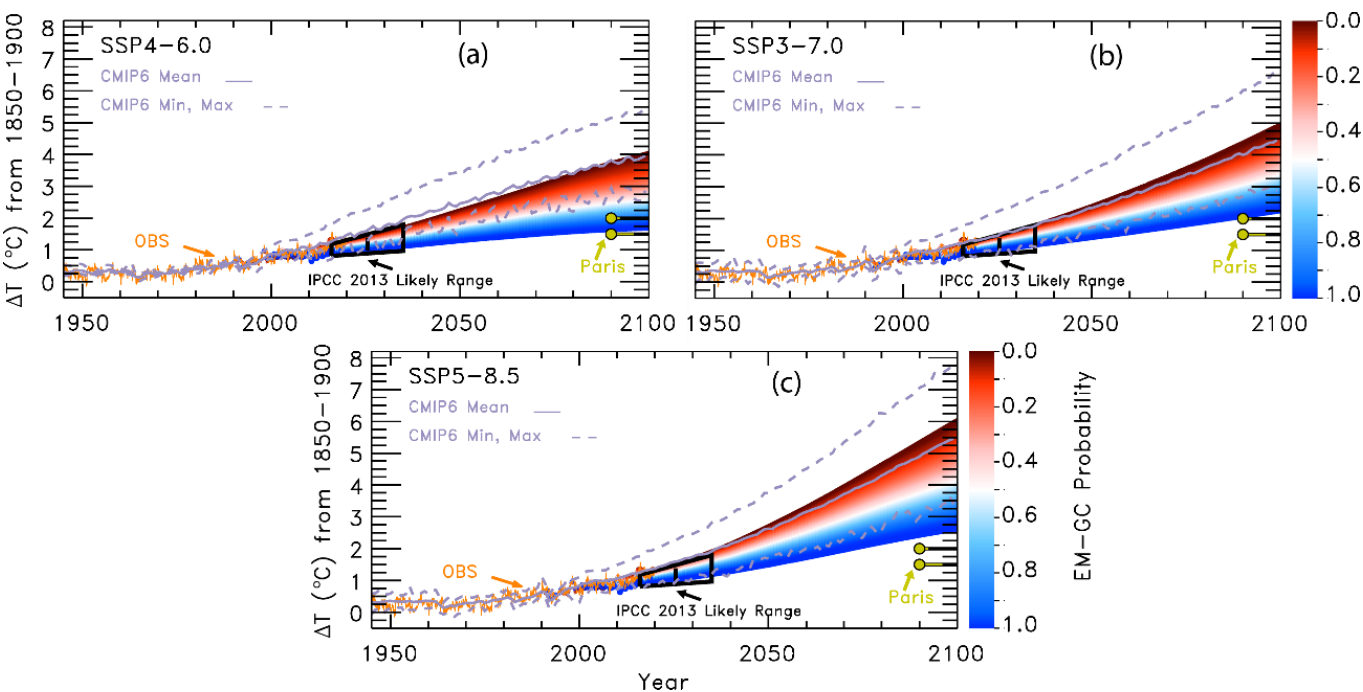 SSP4-6.0
(a)
CMIP6 Mean
CMIP6 Min, Max
OBS
IPCC 2013 Likely Range
Paris
ΔT (°C) from 1850-1900
8
7
6
5
4
3
2
1
0
1950
2000
2050
2100
SSP3-7.0
(b)
CMIP6 Mean
CMIP6 Min, Max
OBS
IPCC 2013 Likely Range
Paris
1950
2000
2050
2100
0.0
0.2
0.4
0.6
0.8
1.0
SSP5-8.5
(c)
CMIP6 Mean
CMIP6 Min, Max
OBS
IPCC 2013 Likely Range
Paris
ΔT (°C) from 1850-1900
8
7
6
5
4
3
2
1
0
1950
2000
2050
2100
Year
0.0
0.2
0.4
0.6
0.8
1.0
EM-GC Probability